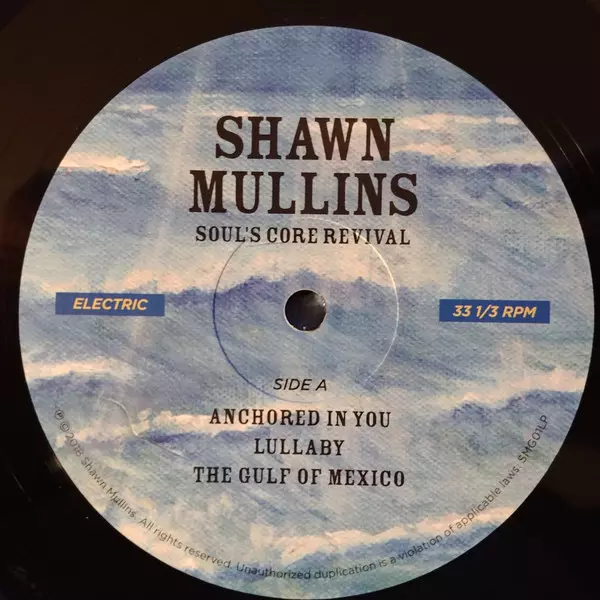 SHAWN
MULLINS
SOUL'S CORE REVIVAL
ELECTRIC
33 1/3 RPM
SIDE A
ANCHORED IN YOU
LULLABY
THE GULF OF MEXICO
℗ © 2018 Shawn Mullins. All rights reserved. Unauthorized duplication is a violation of applicable laws. SMG01LP